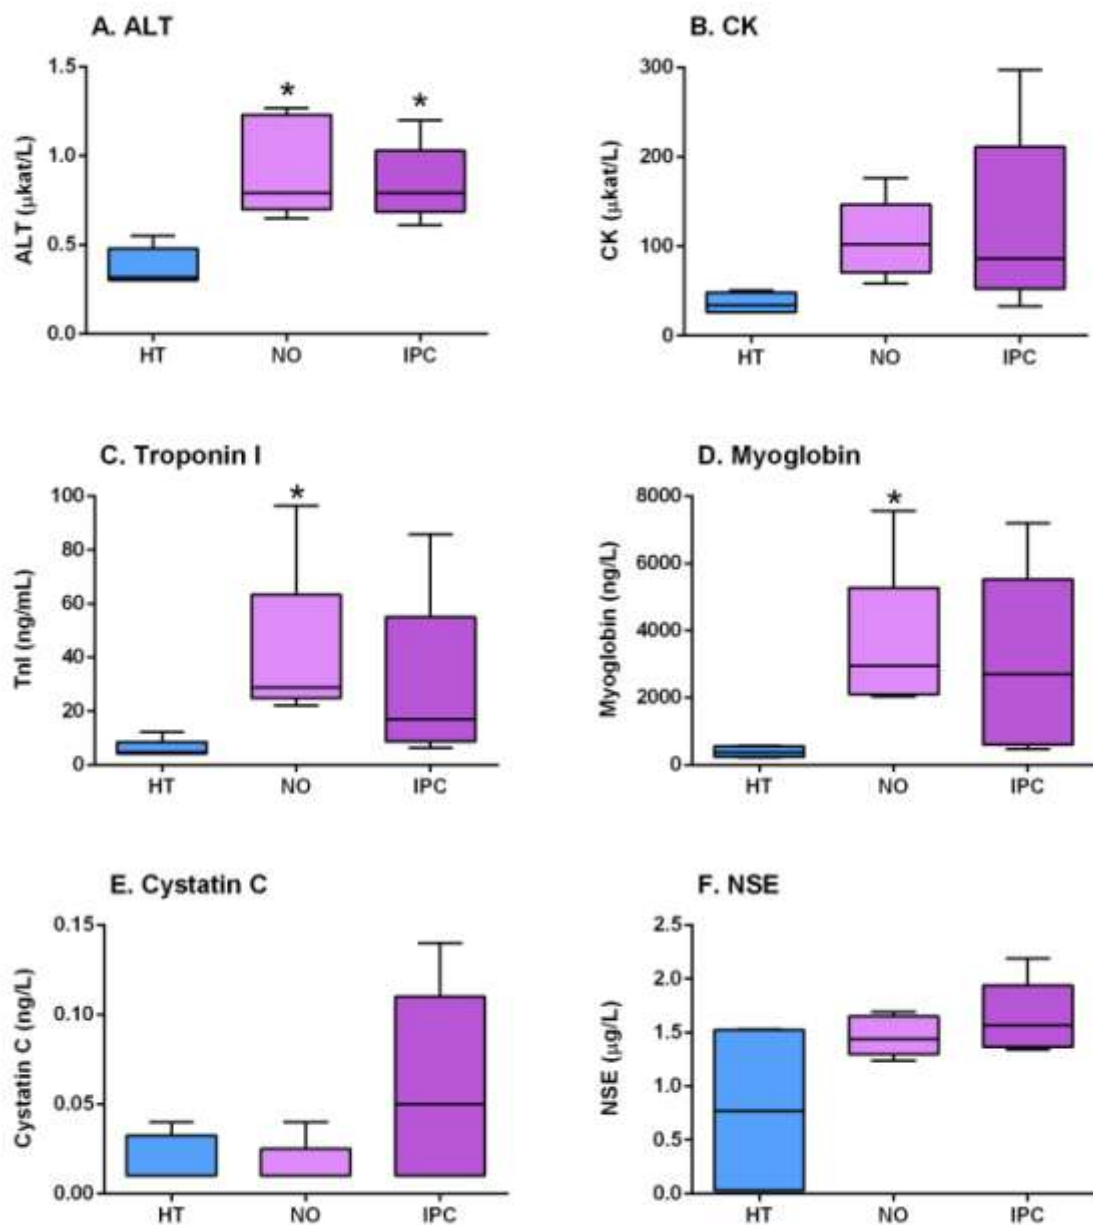 A. ALT
ALT (μkat/L)
1.5
*
*
1.0
0.5
0.0
HT NO IPC
B. CK
CK (μkat/L)
300
200
100
0
HT NO IPC
C. Troponin I
TnI (ng/mL)
100
*
80
60
40
20
0
HT NO IPC
D. Myoglobin
Myoglobin (ng/L)
8000
*
6000
4000
2000
0
HT NO IPC
E. Cystatin C
Cystatin C (ng/L)
0.15
0.10
0.05
0.00
HT NO IPC
F. NSE
NSE (μg/L)
2.5
2.0
1.5
1.0
0.5
0.0
HT NO IPC